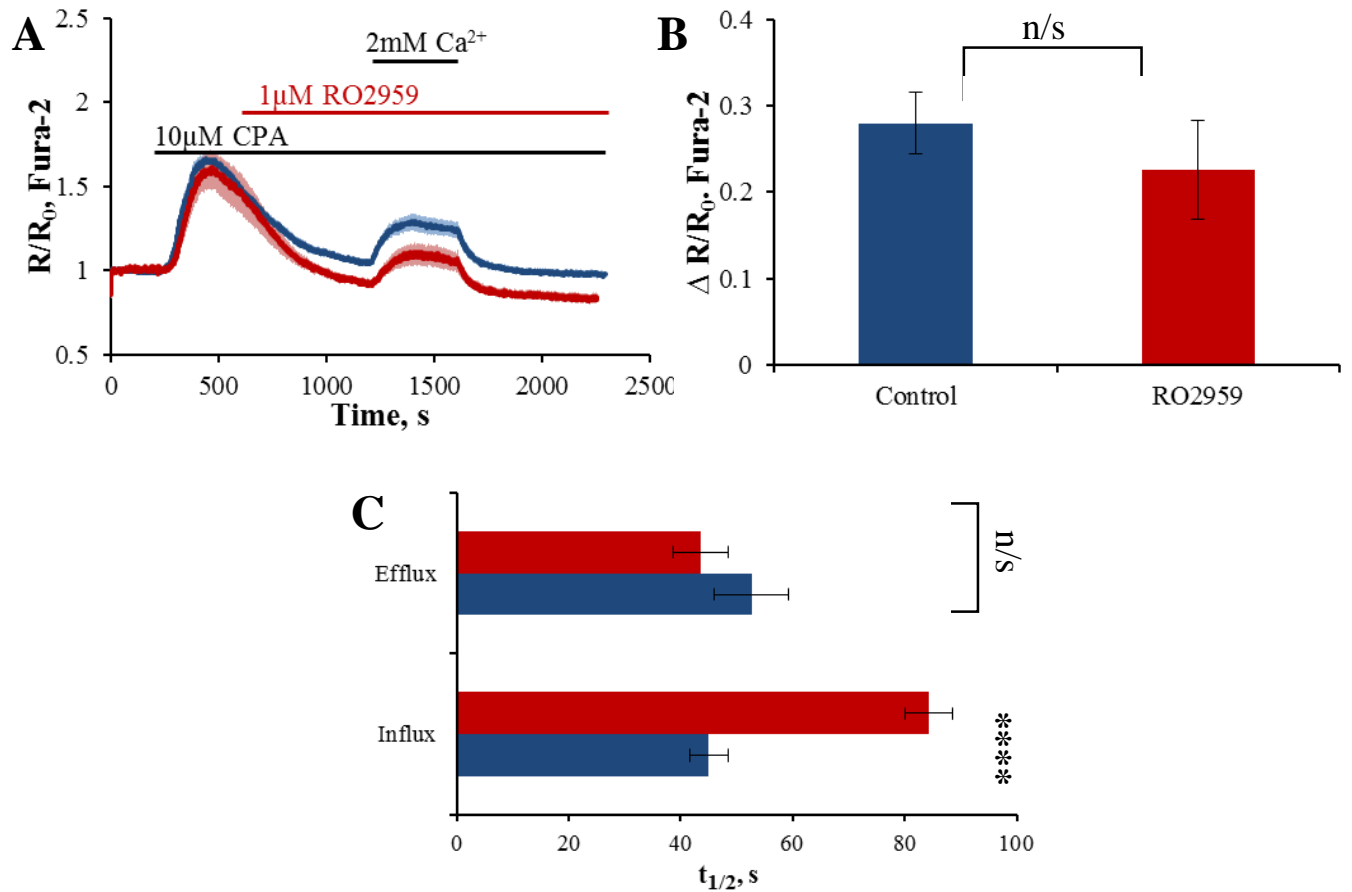 A
2.5
2
1.5
1
0.5
R/R₀, Fura-2
2mM Ca²⁺
1µM RO2959
10µM CPA
0 500 1000 1500 2000 2500
Time, s
B
0.4
0.3
0.2
0.1
0
Δ R/R₀, Fura-2
n/s
Control RO2959
C
Efflux
Influx
n/s
****
0 20 40 60 80 100
t₁/₂, s